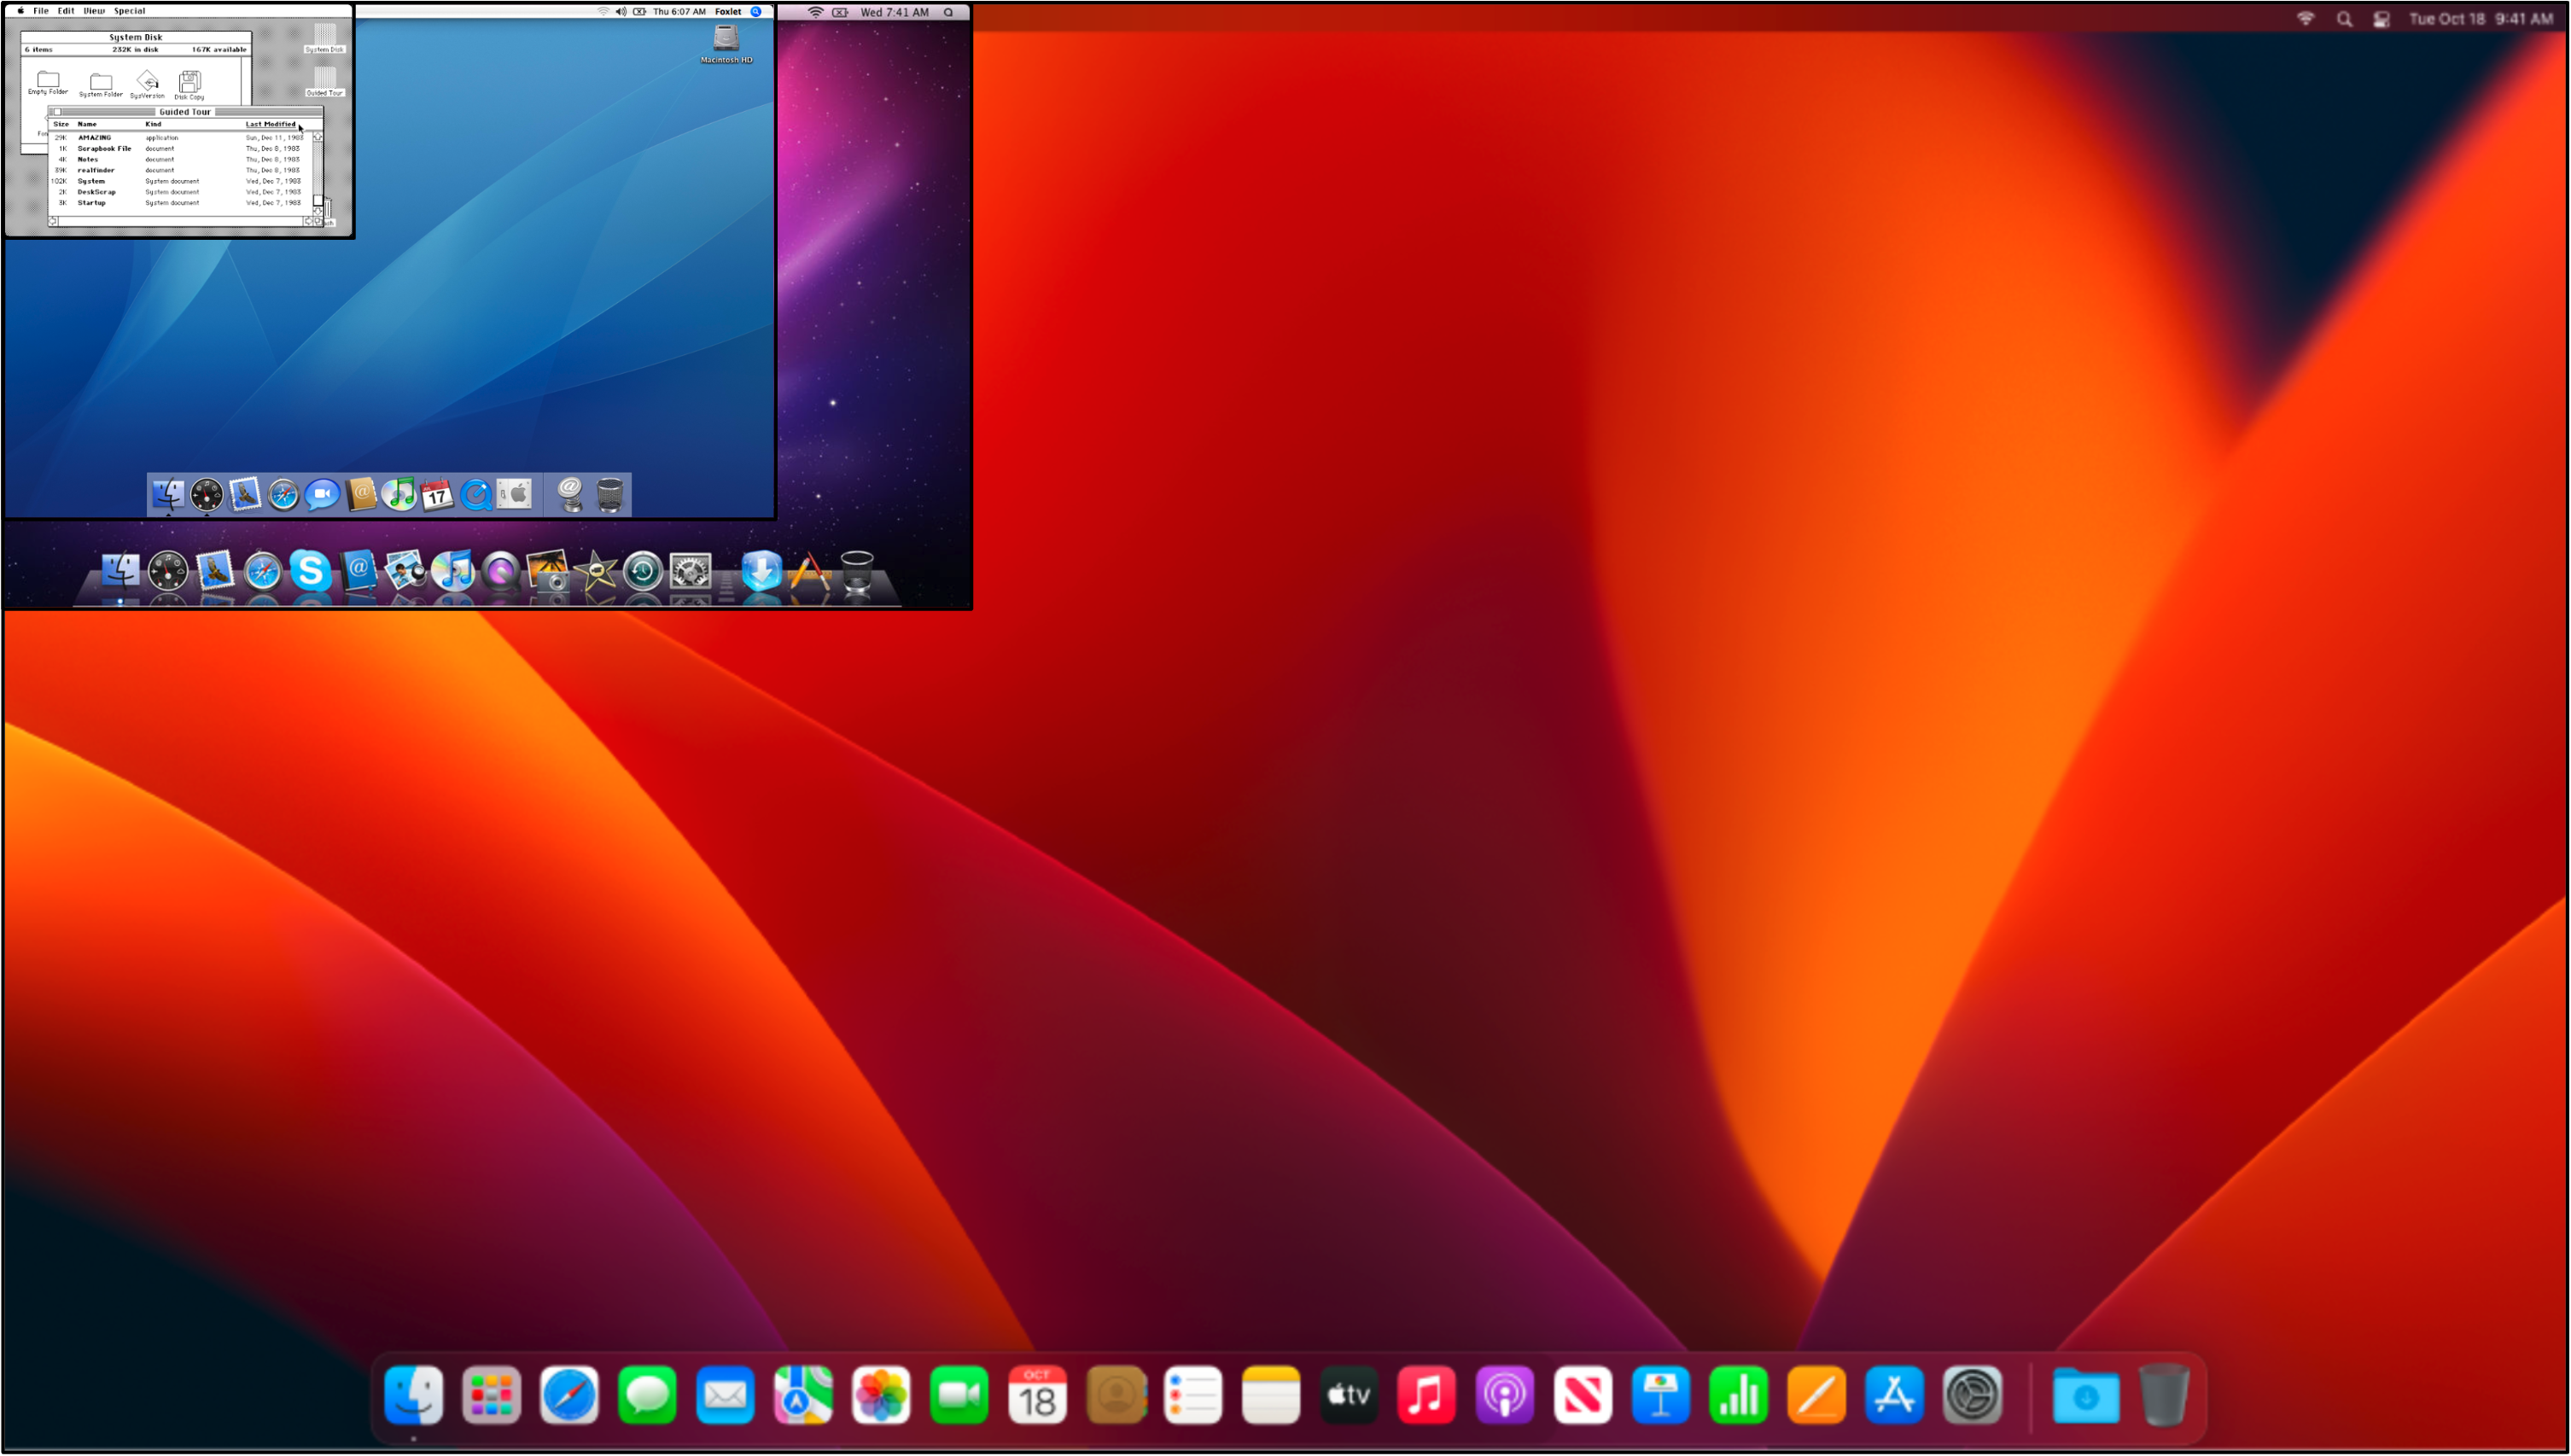 File Edit View Special
System Disk
6 items 232K in disk 167K available
Empty Folder System Folder SysVersion Disk Copy
System Disk
Guided Tour
Guided Tour
Size Name Kind Last Modified
29K AMAZING application Sun, Dec 11, 1983
1K Scrapbook File document Thu, Dec 8, 1983
4K Notes document Thu, Dec 8, 1983
39K realfinder document Thu, Dec 8, 1983
102K System System document Wed, Dec 7, 1983
2K DeskScrap System document Wed, Dec 7, 1983
3K Startup System document Wed, Dec 7, 1983
Thu 6:07 AM Foxlet
Macintosh HD
17
Wed 7:41 AM
Tue Oct 18 9:41 AM
OCT
18
tv